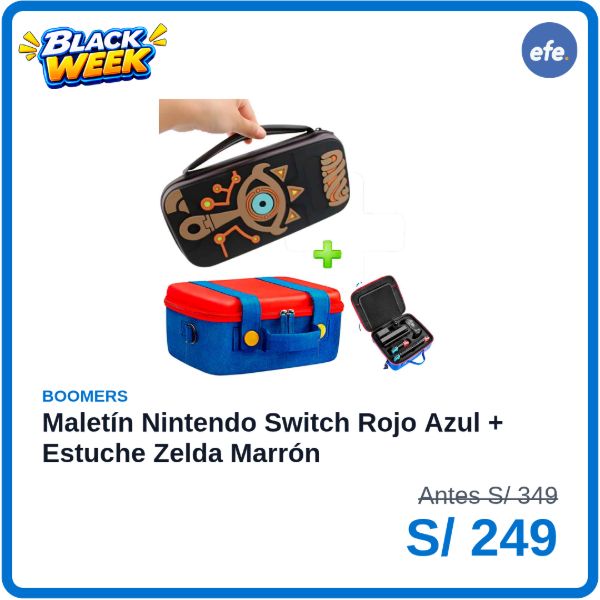 BLACK
WEEK
efe.
BOOMERS
Maletín Nintendo Switch Rojo Azul +
Estuche Zelda Marrón
Antes S/ 349
S/ 249